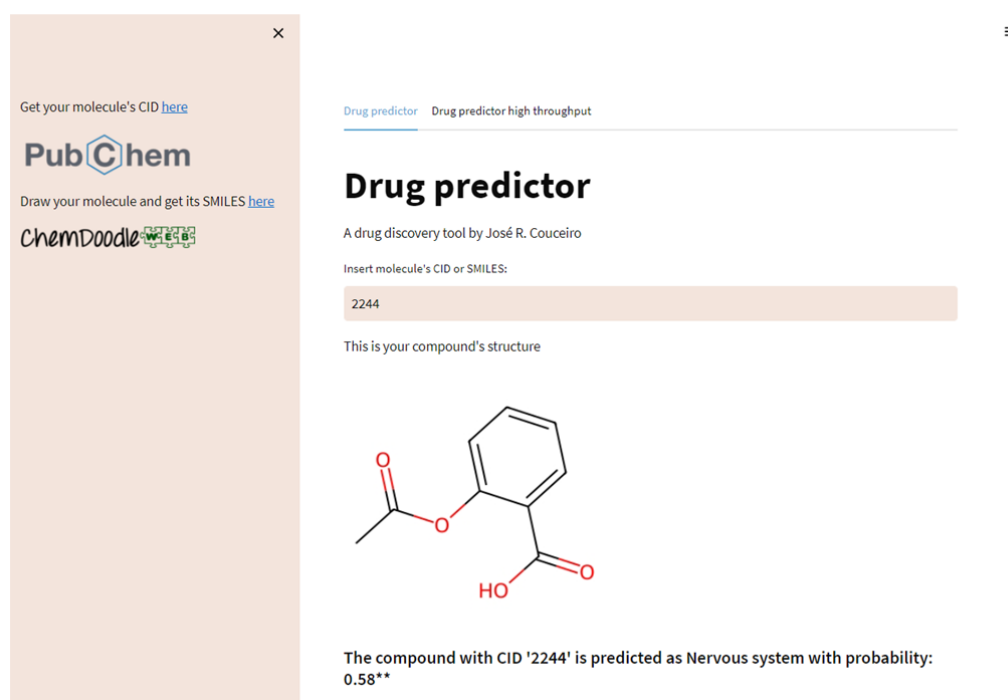 ×
Get your molecule's CID here
PubChem
Draw your molecule and get its SMILES here
ChemDoodle WEB
Drug predictor Drug predictor high throughput
Drug predictor
A drug discovery tool by José R. Couceiro
Insert molecule's CID or SMILES:
2244
This is your compound's structure
O
O
O
HO
The compound with CID '2244' is predicted as Nervous system with probability:
0.58**